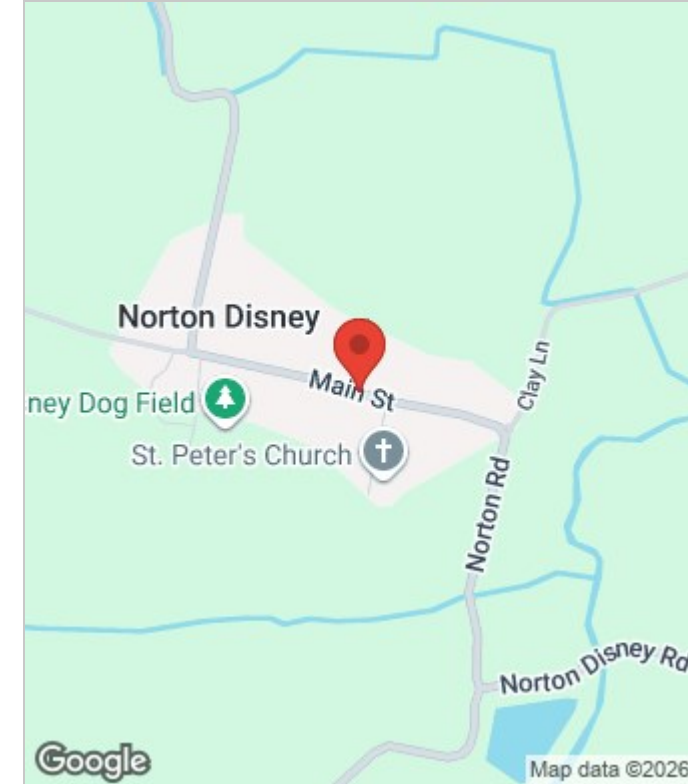 Norton Disney
Main St
Clay Ln
ney Dog Field
St. Peter's Church
Norton Rd
Norton Disney Rd
Google
Map data ©2026